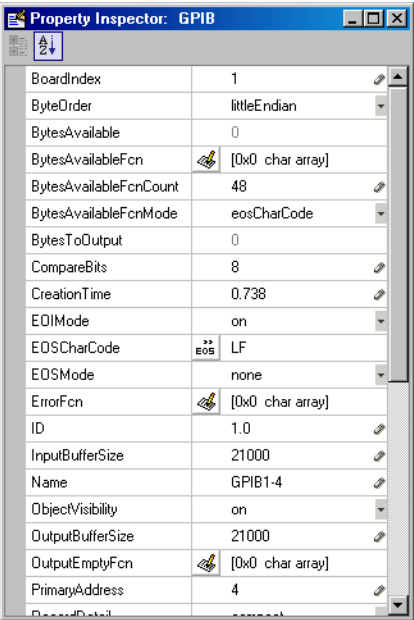 Property Inspector: GPIB
BoardIndex 1
ByteOrder littleEndian
BytesAvailable 0
BytesAvailableFcn [0x0 char array]
BytesAvailableFcnCount 48
BytesAvailableFcnMode eosCharCode
BytesToOutput 0
CompareBits 8
CreationTime 0.738
EOIMode on
EOSCharCode EOS LF
EOSMode none
ErrorFcn [0x0 char array]
ID 1.0
InputBufferSize 21000
Name GPIB1-4
ObjectVisibility on
OutputBufferSize 21000
OutputEmptyFcn [0x0 char array]
PrimaryAddress 4
RecordDetail compact